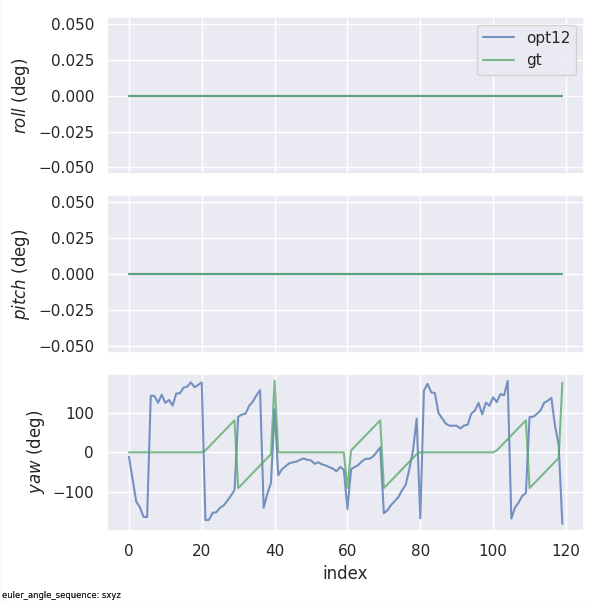 0.050
0.025
0.000
−0.025
−0.050
roll (deg)
opt12
gt
0.050
0.025
0.000
−0.025
−0.050
pitch (deg)
100
0
−100
yaw (deg)
0 20 40 60 80 100 120
index
euler_angle_sequence: sxyz